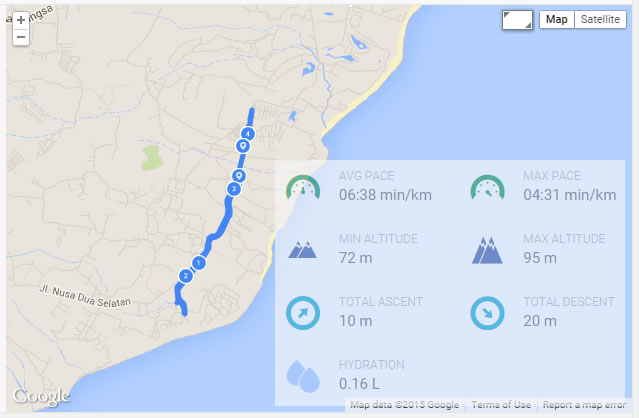 Map
Satellite
4
3
1
2
Jl. Nusa Dua Selatan
AVG PACE
06:38 min/km
MAX PACE
04:31 min/km
MIN ALTITUDE
72 m
MAX ALTITUDE
95 m
TOTAL ASCENT
10 m
TOTAL DESCENT
20 m
HYDRATION
0.16 L
Google
Map data ©2015 Google
Terms of Use
Report a map error